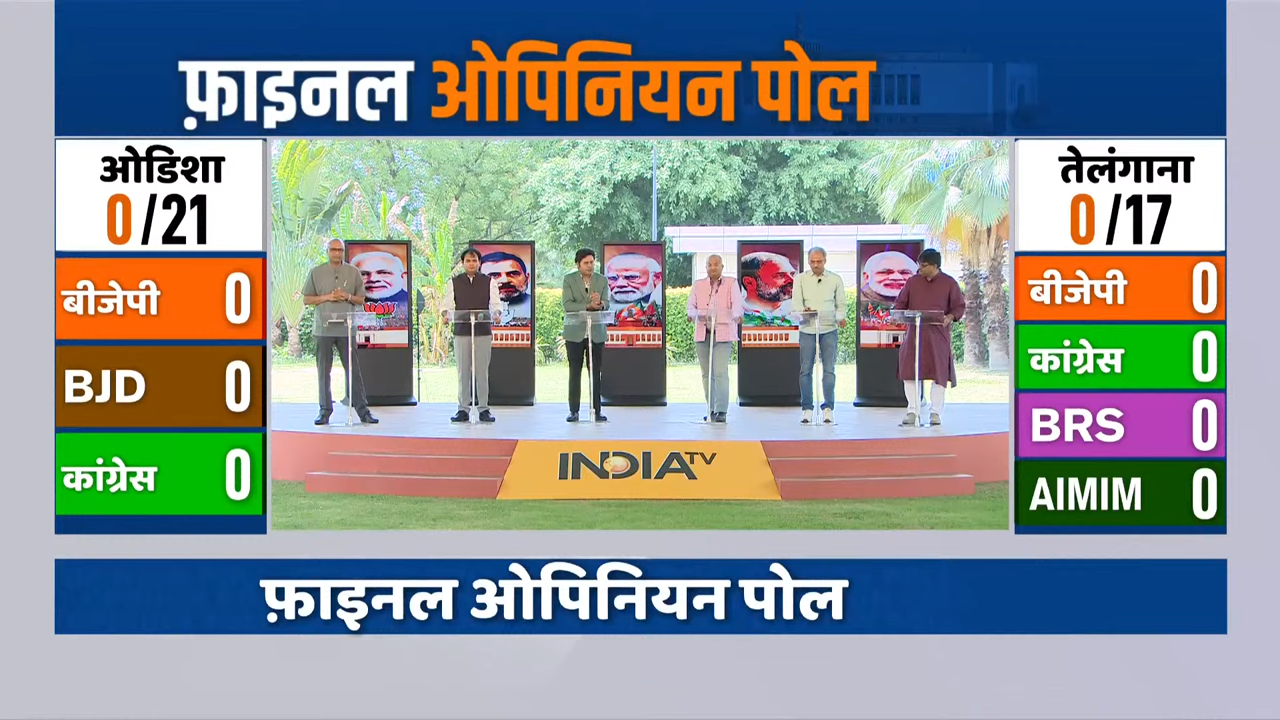 फ़ाइनल ओपिनियन पोल
ओडिशा
0/21
बीजेपी 0
BJD 0
कांग्रेस 0
INDIA TV
तेलंगाना
0/17
बीजेपी 0
कांग्रेस 0
BRS 0
AIMIM 0
फ़ाइनल ओपिनियन पोल